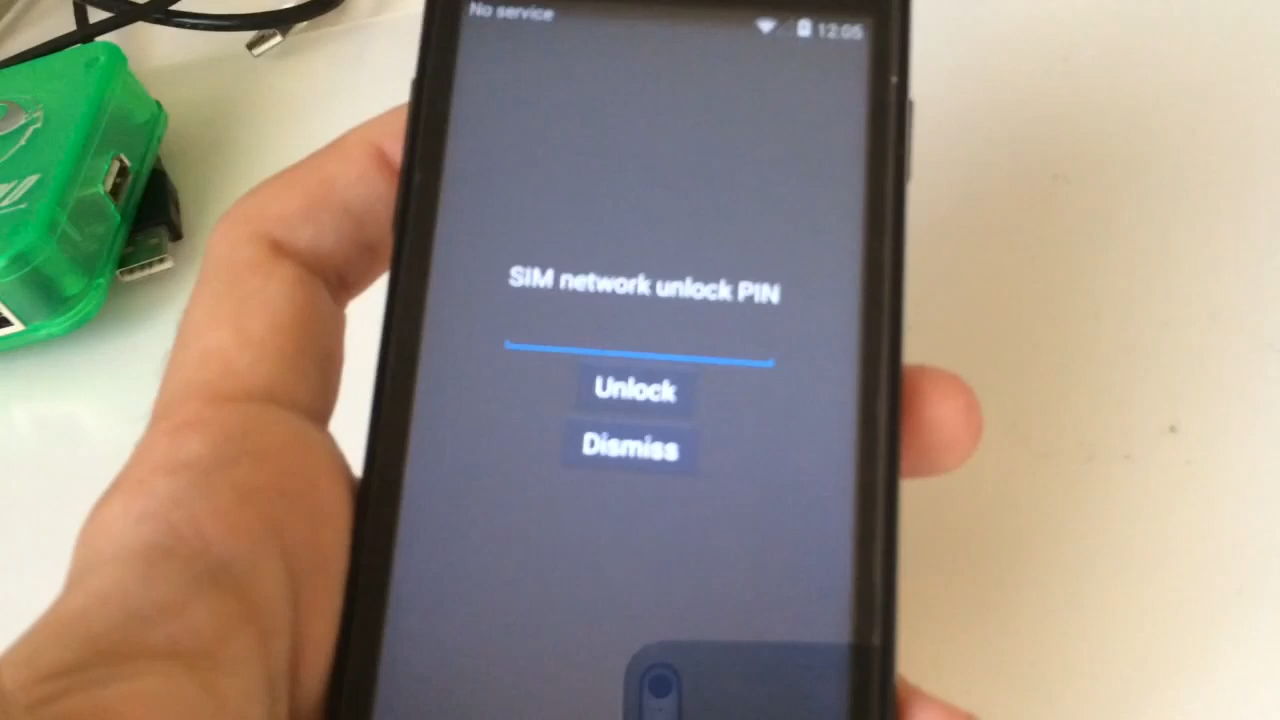 No service
12:05
SIM network unlock PIN
Unlock
Dismiss